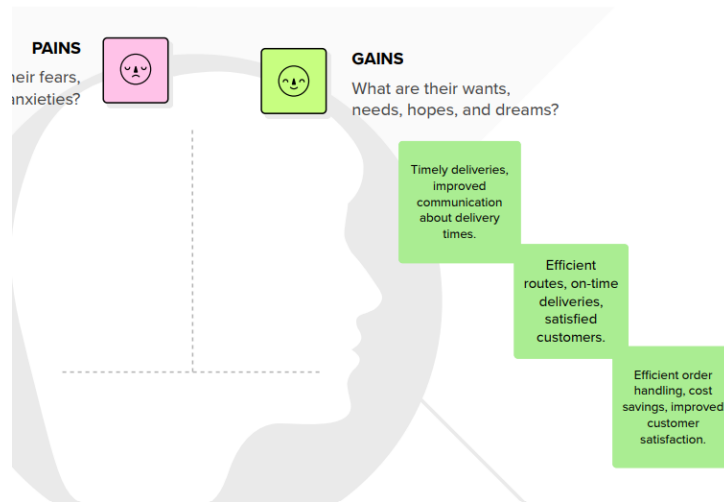 PAINS
heir fears,
anxieties?
GAINS
What are their wants,
needs, hopes, and dreams?
Timely deliveries,
improved
communication
about delivery
times.
Efficient
routes, on-time
deliveries,
satisfied
customers.
Efficient order
handling, cost
savings, improved
customer
satisfaction.